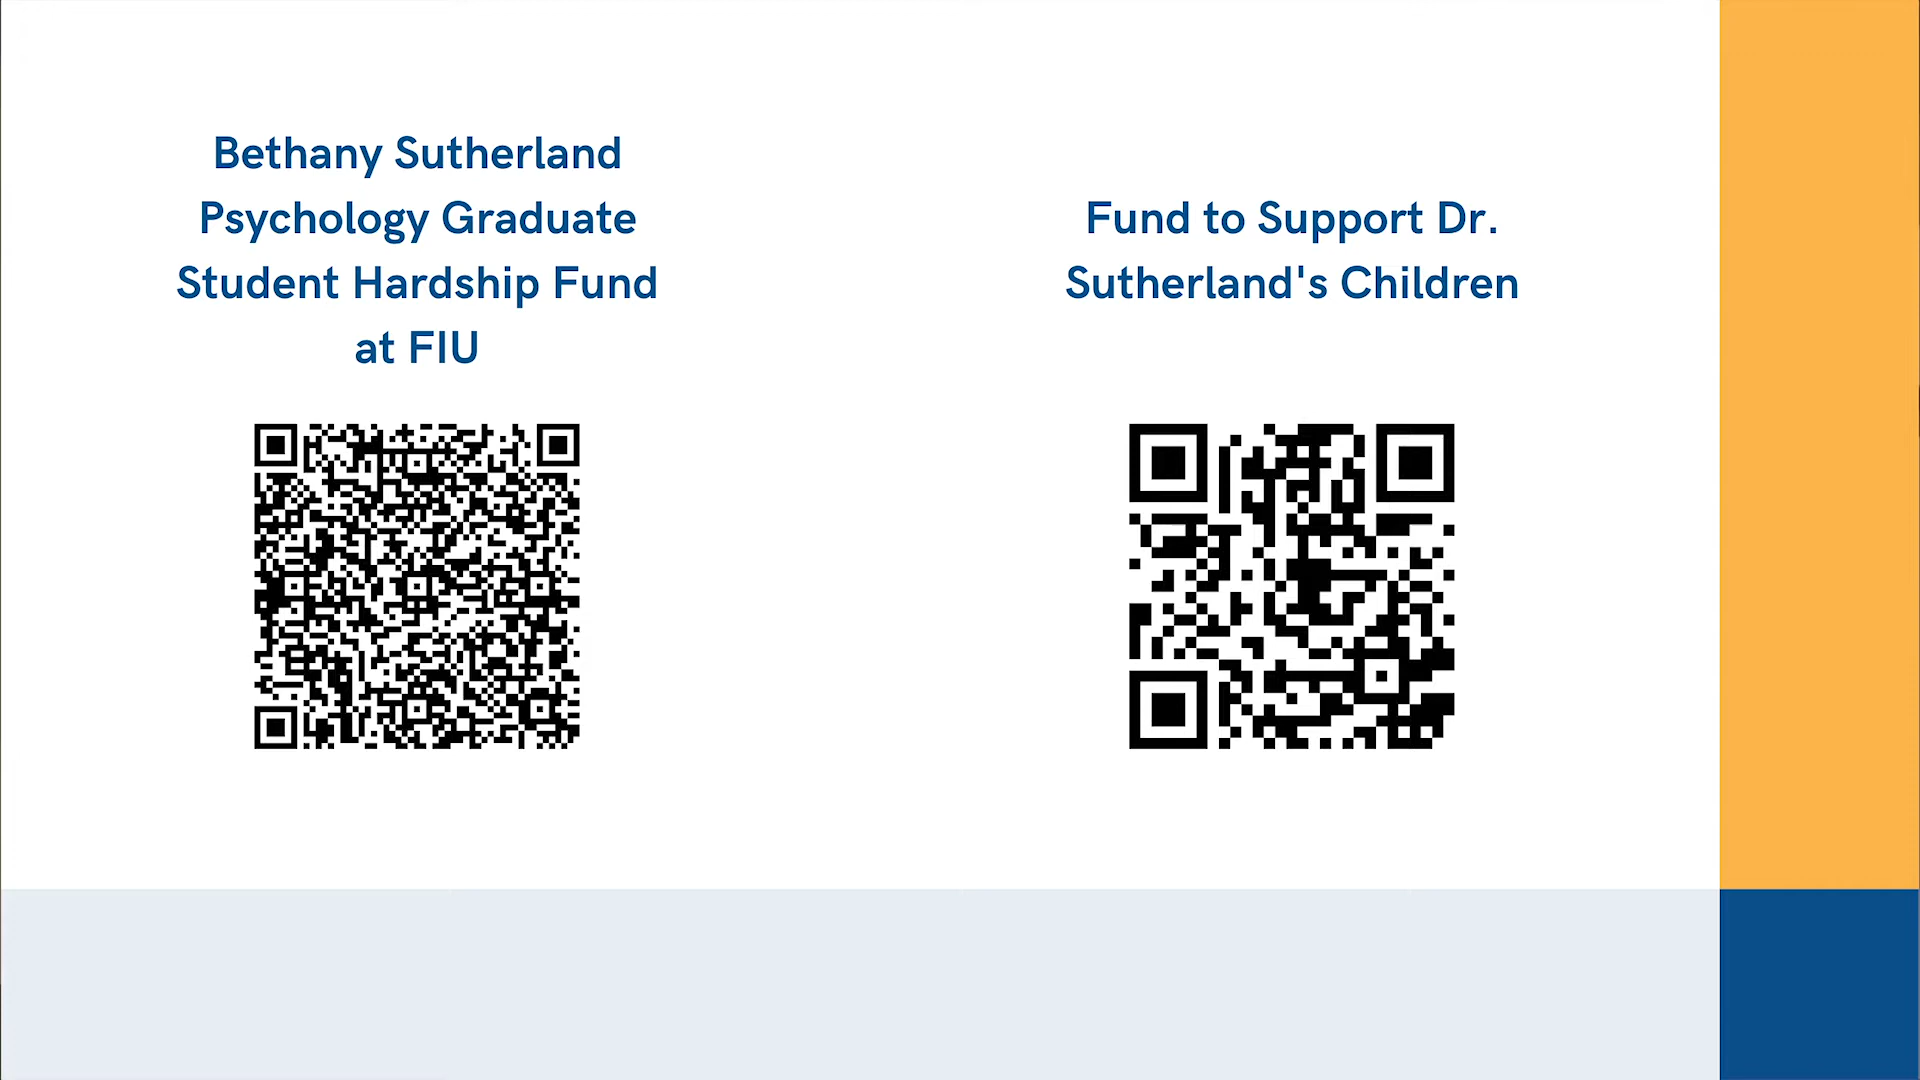 Bethany Sutherland
Psychology Graduate
Student Hardship Fund
at FIU
Fund to Support Dr.
Sutherland's Children